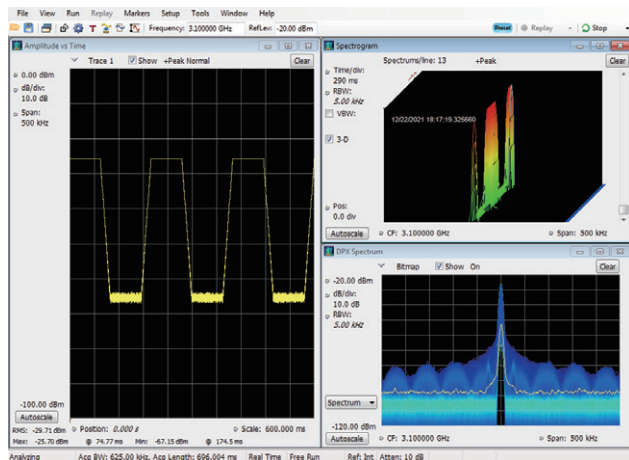 File View Run Replay Markers Setup Tools Window Help
Frequency: 3.100000 GHz RefLev: -20.00 dBm Preset Replay Stop
Amplitude vs Time
Trace 1 Show +Peak Normal Clear
0.00 dBm
dB/div:
10.0 dB
Span:
500 kHz
-100.00 dBm
Autoscale Position: 0.000 s Scale: 600.000 ms
RMS: -29.71 dBm
Max: -25.70 dBm @ 74.77 ms Min: -67.15 dBm @ 174.5 ms
Spectrogram
Spectrums/line: 13 +Peak Clear
Time/div:
290 ms
RBW:
5.00 kHz
VBW:
3-D
12/22/2021 18:17:19.325660
Pos:
0.0 div
Autoscale CF: 3.100000 GHz Span: 500 kHz
DPX Spectrum
Bitmap Show On Clear
-20.00 dBm
dB/div:
10.0 dB
RBW:
5.00 kHz
Spectrum
-120.00 dBm
Autoscale CF: 3.100000 GHz Span: 500 kHz
Analyzing Acq BW: 625.00 kHz, Acq Length: 696.004 ms Real Time Free Run Ref: Int Atten: 10 dB